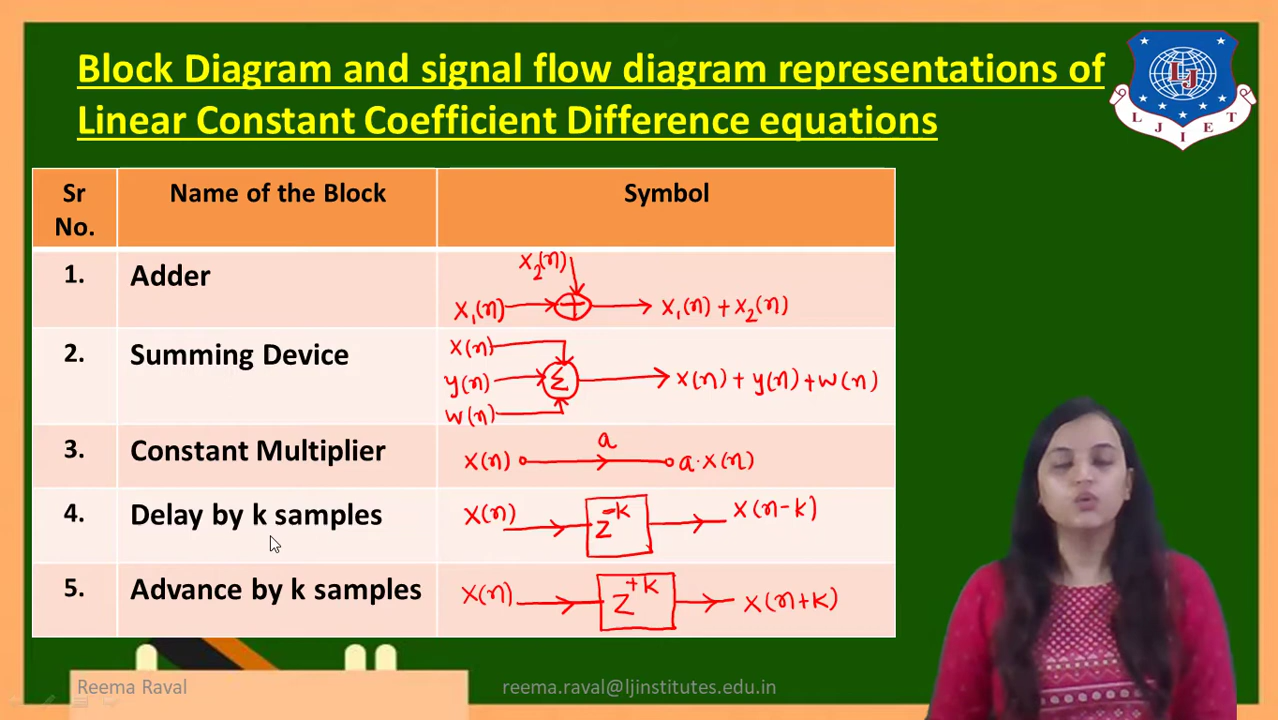 Block Diagram and signal flow diagram representations of
Linear Constant Coefficient Difference equations
LJ
L J I E T
Sr
No.
Name of the Block
Symbol
1.
Adder
x₂(n)
x₁(n) + x₁(n) + x₂(n)
2.
Summing Device
x(n)
y(n) Σ x(n) + y(n) + w(n)
w(n)
3.
Constant Multiplier
a
x(n) a·x(n)
4.
Delay by k samples
x(n) z⁻ᵏ x(n-k)
5.
Advance by k samples
x(n) z⁺ᵏ x(n+k)
Reema Raval
reema.raval@ljinstitutes.edu.in